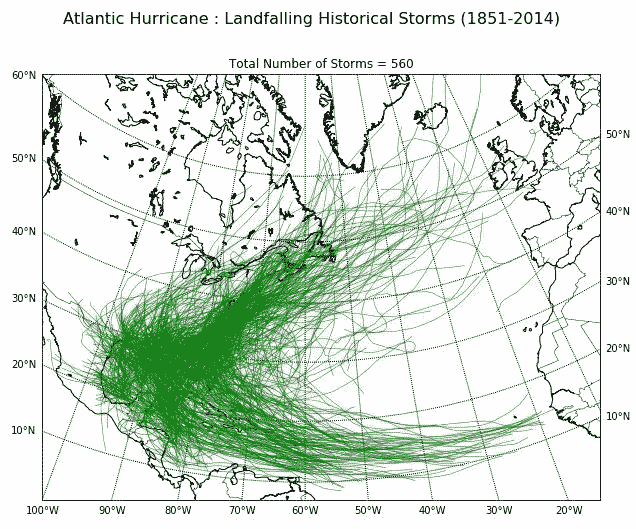 Atlantic Hurricane : Landfalling Historical Storms (1851-2014)
Total Number of Storms = 560
60°N
50°N
50°N
40°N
40°N
30°N
30°N
20°N
20°N
10°N
10°N
100°W 90°W 80°W 70°W 60°W 50°W 40°W 30°W 20°W